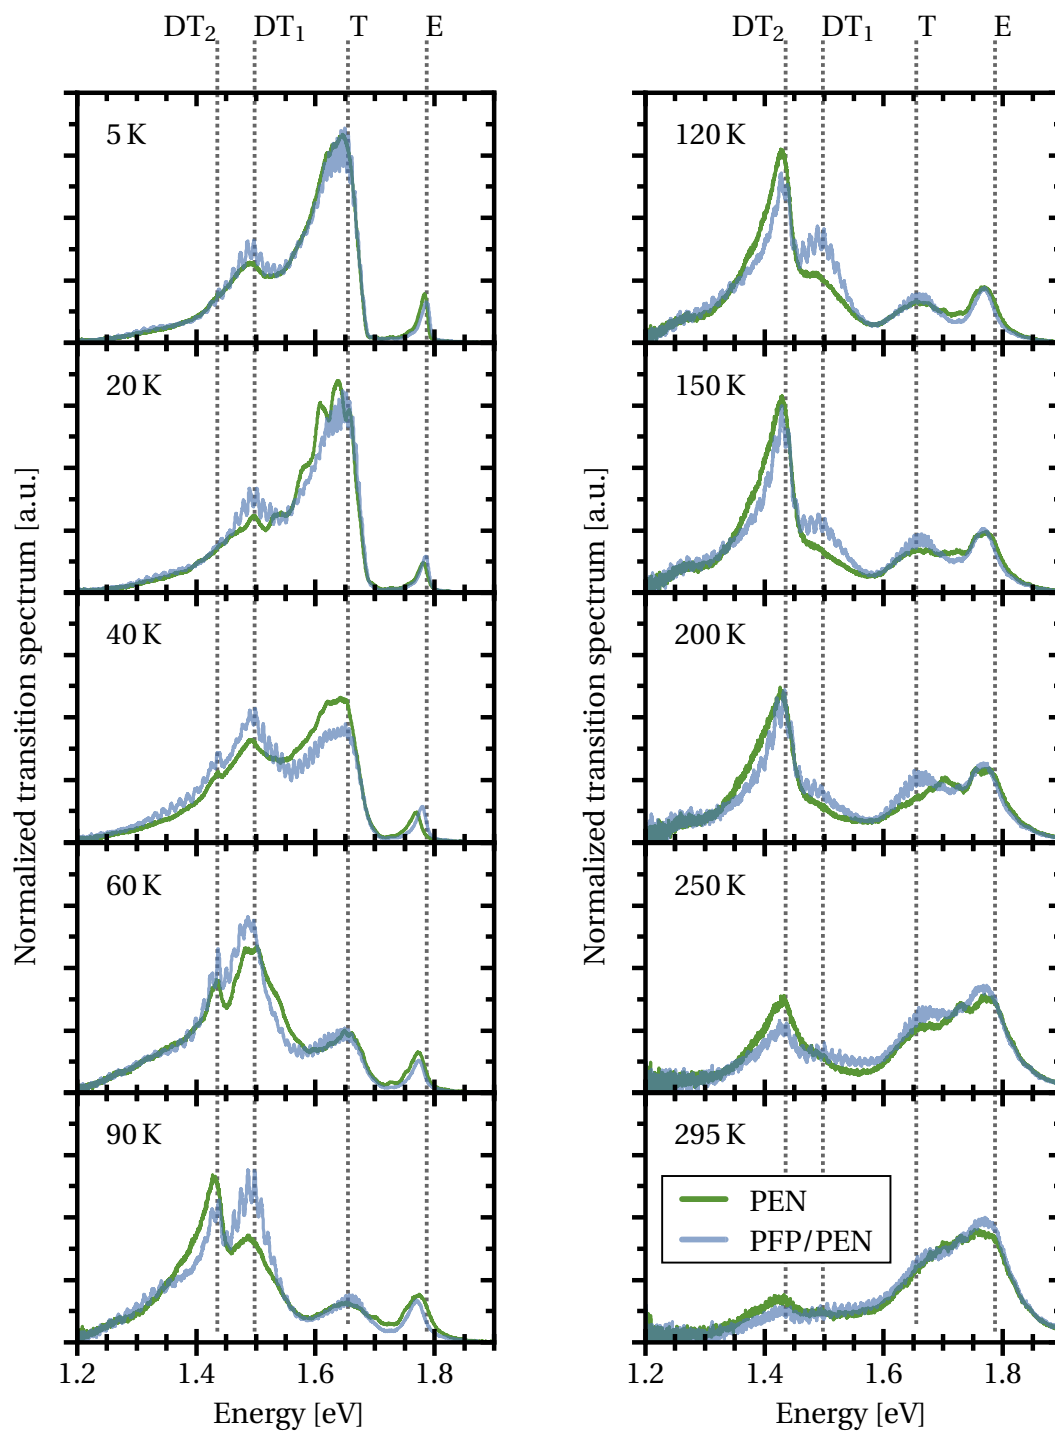 DT2 DT1 T E
DT2 DT1 T E
5 K
120 K
20 K
150 K
40 K
200 K
60 K
250 K
90 K
295 K
PEN
PFP/PEN
Normalized transition spectrum [a.u.]
Normalized transition spectrum [a.u.]
1.2 1.4 1.6 1.8
1.2 1.4 1.6 1.8
Energy [eV]
Energy [eV]